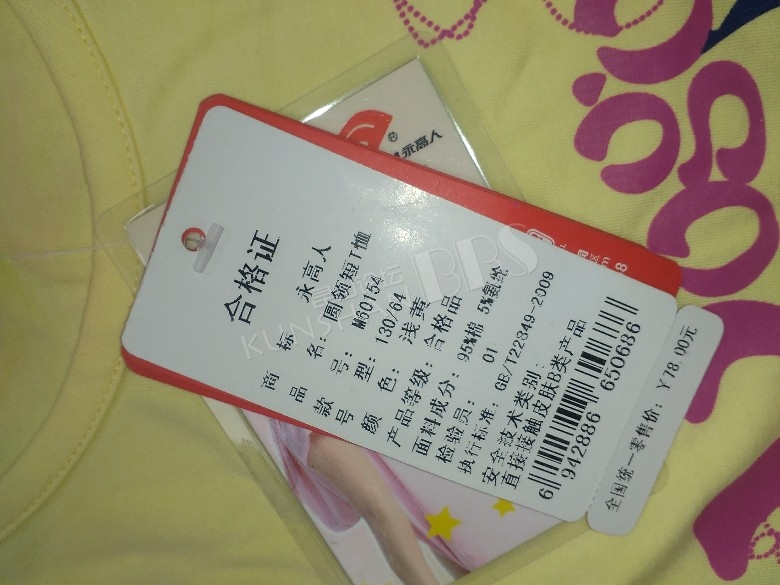 合格证
商标：永高人
品名：圆领短T恤
款号：M60154
号型：130/64
颜色：浅黄
产品等级：合格品
面料成分：95%棉 5%氨纶
检验员：01
执行标准：GB/T22849-2009
安全技术类别：
直接接触皮肤B类产品
6 942886 650686
全国统一零售价：¥78.00元
永高人
®
KUNSHAN BBS